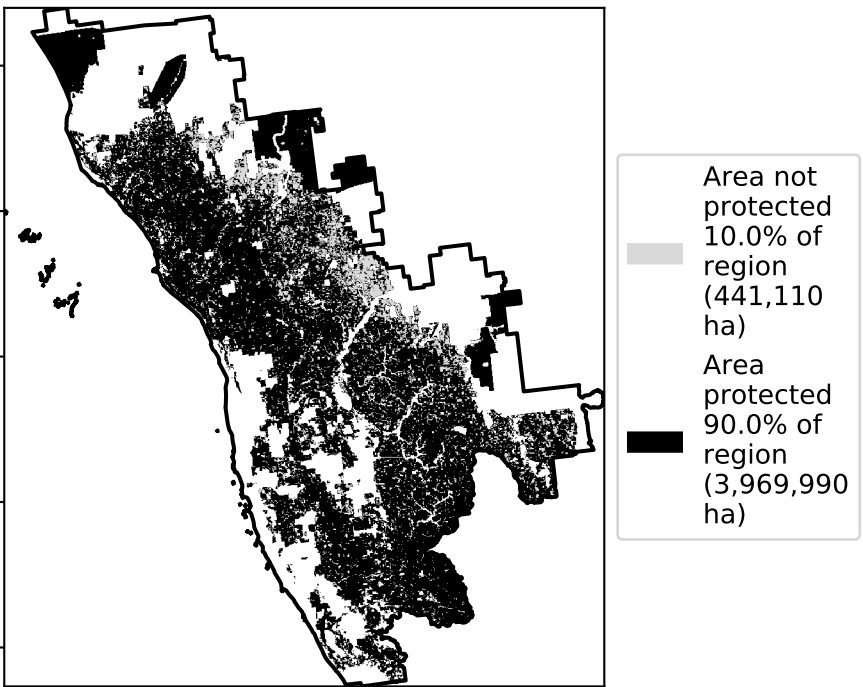 Area not
protected
10.0% of
region
(441,110
ha)
Area
protected
90.0% of
region
(3,969,990
ha)